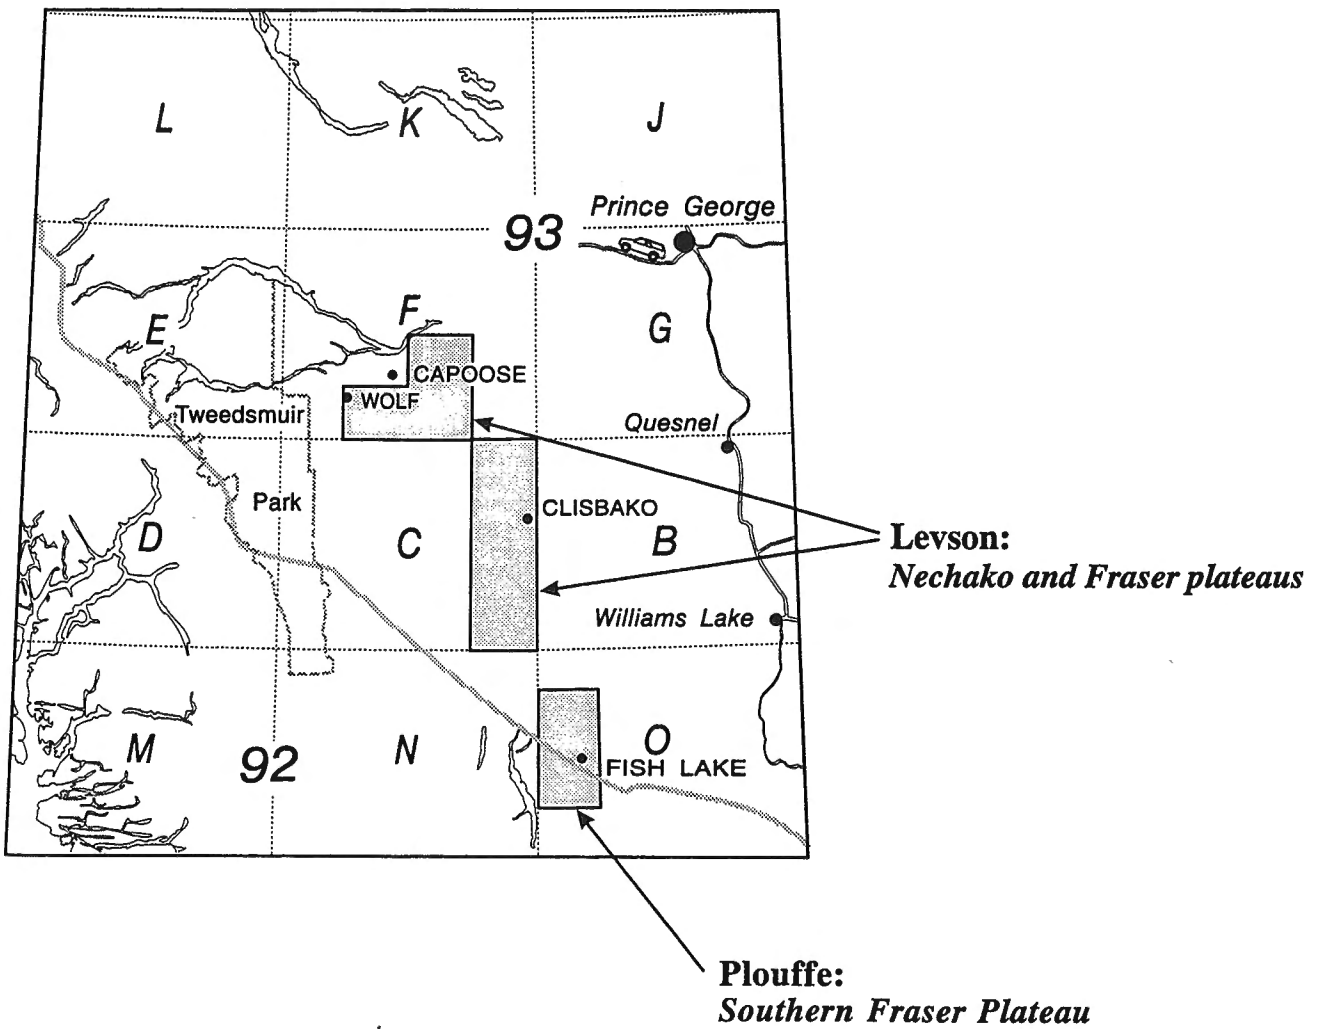 L
K
J
Prince George
93
F
E
G
CAPOOSE
WOLF
Tweedsmuir
Quesnel
Park
CLISBAKO
D
C
B
Levson:
Nechako and Fraser plateaus
Williams Lake
M
92
N
O
FISH LAKE
Plouffe:
Southern Fraser Plateau